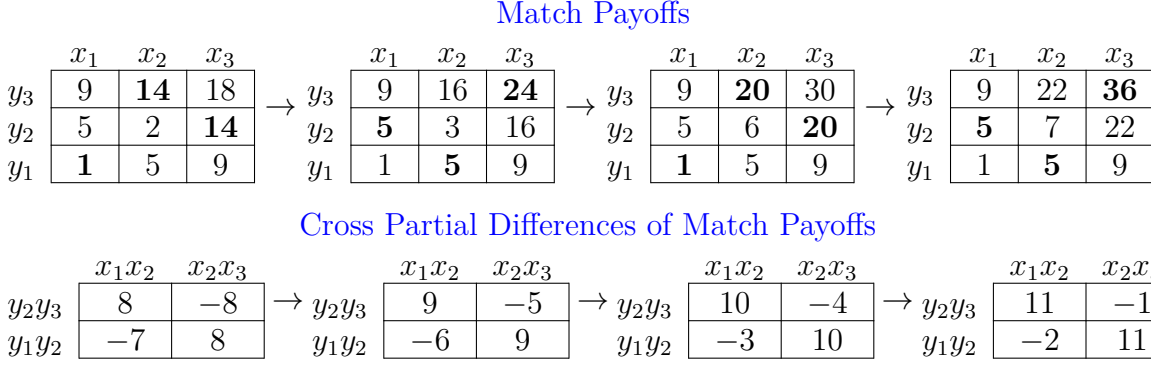 Match Payoffs
x1 x2 x3 x1 x2 x3 x1 x2 x3 x1 x2 x3
y3 9 14 18 → y3 9 16 24 → y3 9 20 30 → y3 9 22 36
y2 5 2 14 y2 5 3 16 y2 5 6 20 y2 5 7 22
y1 1 5 9 y1 1 5 9 y1 1 5 9 y1 1 5 9
Cross Partial Differences of Match Payoffs
x1x2 x2x3 x1x2 x2x3 x1x2 x2x3 x1x2 x2x
y2y3 8 −8 → y2y3 9 −5 → y2y3 10 −4 → y2y3 11 −1
y1y2 −7 8 y1y2 −6 9 y1y2 −3 10 y1y2 −2 11